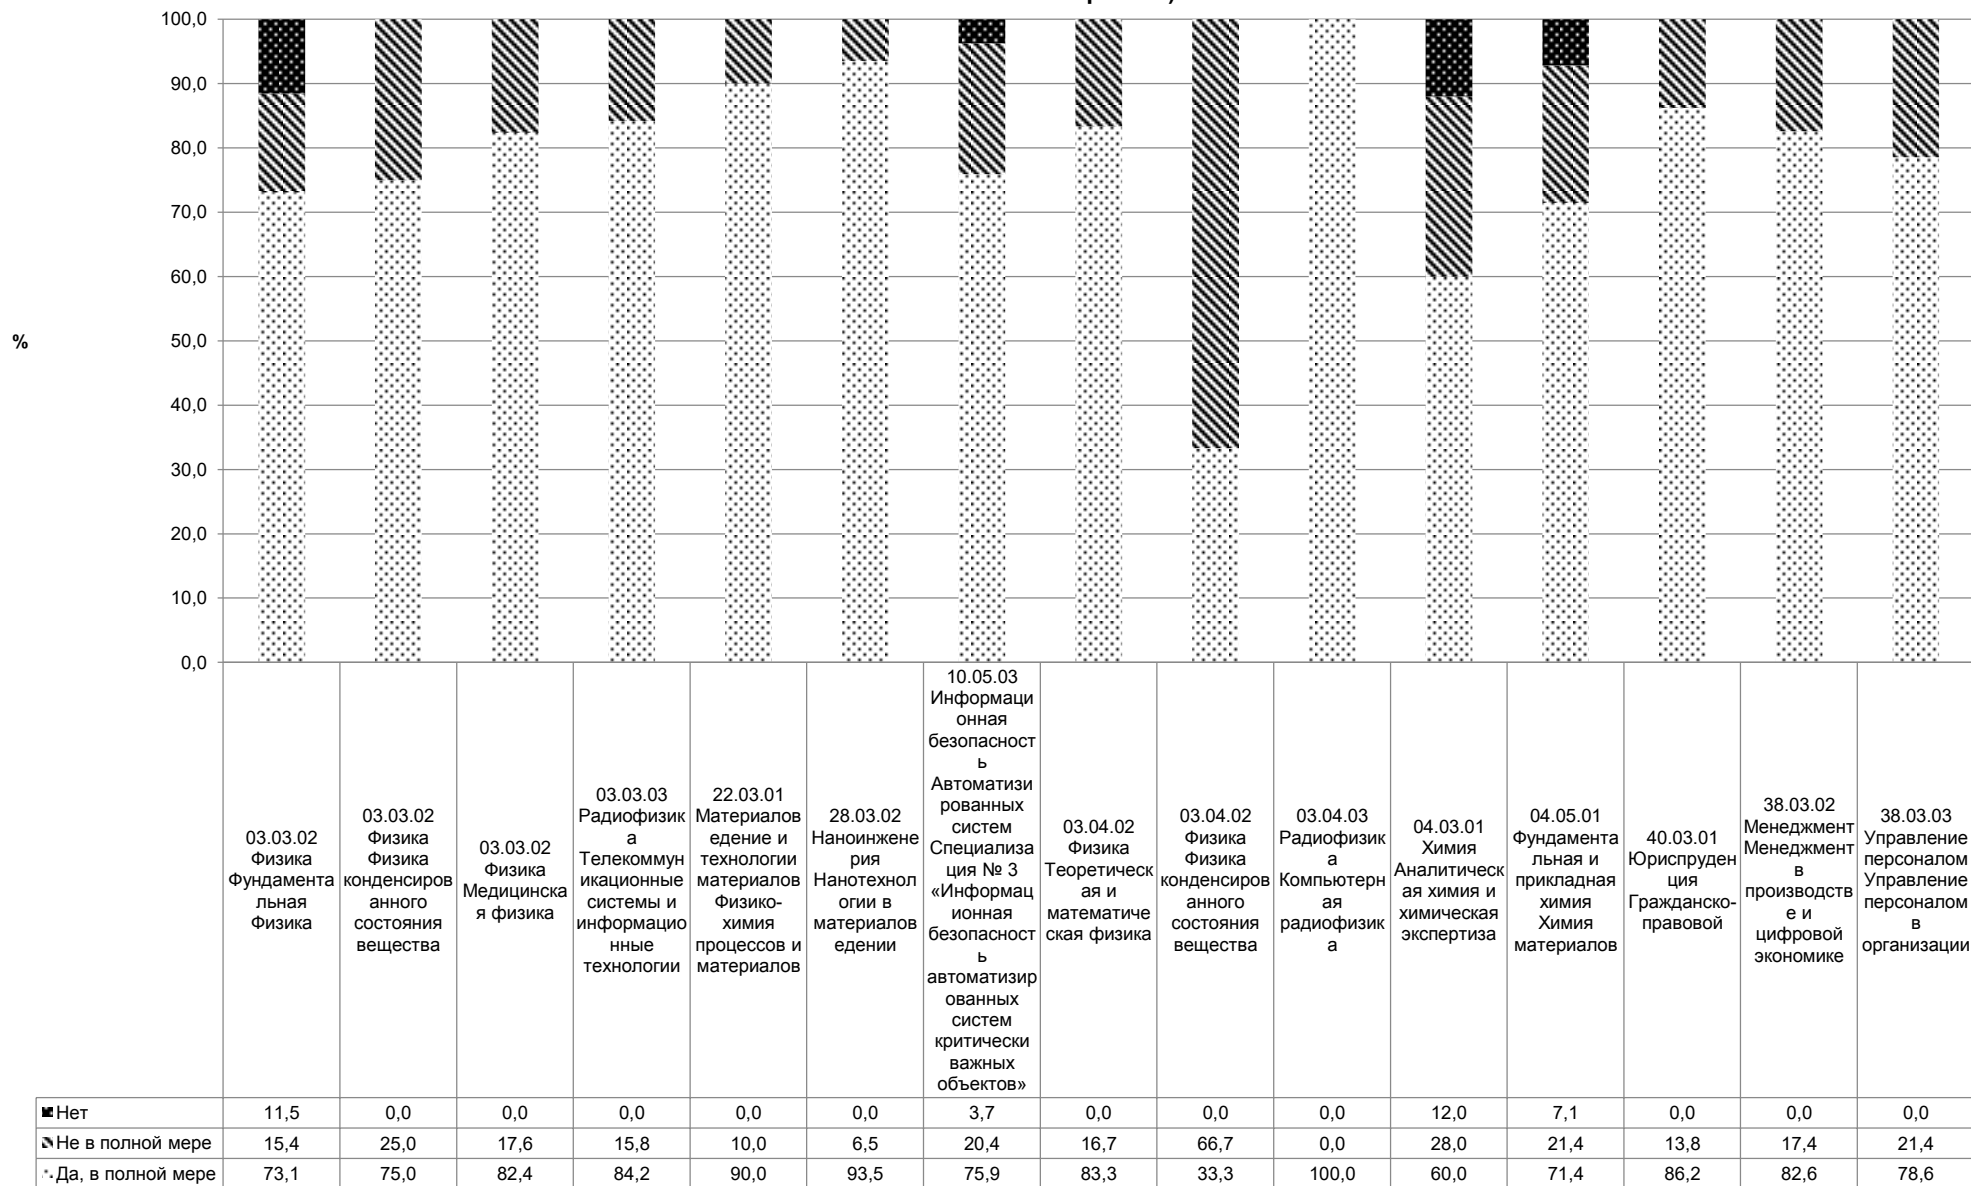 100,0
90,0
80,0
70,0
60,0
50,0
40,0
30,0
20,0
10,0
0,0
%
03.03.02
Физика
Фундамента
льная
Физика
03.03.02
Физика
Физика
конденсиров
анного
состояния
вещества
03.03.02
Физика
Медицинска
я физика
03.03.03
Радиофизик
а
Телекоммун
икационные
системы и
информацио
нные
технологии
22.03.01
Материалов
едение и
технологии
материалов
Физико-
химия
процессов и
материалов
28.03.02
Наноинжене
рия
Нанотехнол
огии в
материалов
едении
10.05.03
Информаци
онная
безопасност
ь
Автоматизи
рованных
систем
Специализа
ция № 3
«Информац
ионная
безопасност
ь
автоматизир
ованных
систем
критически
важных
объектов»
03.04.02
Физика
Теоретическ
ая и
математиче
ская физика
03.04.02
Физика
Физика
конденсиров
анного
состояния
вещества
03.04.03
Радиофизик
а
Компьютерн
ая
радиофизик
а
04.03.01
Химия
Аналитическ
ая химия и
химическая
экспертиза
04.05.01
Фундамента
льная и
прикладная
химия
Химия
материалов
40.03.01
Юриспруден
ция
Гражданско-
правовой
38.03.02
Менеджмент
Менеджмент
в
производств
е и
цифровой
экономике
38.03.03
Управление
персоналом
Управление
персоналом
в
организации
Нет 11,5 0,0 0,0 0,0 0,0 0,0 3,7 0,0 0,0 0,0 12,0 7,1 0,0 0,0 0,0
Не в полной мере 15,4 25,0 17,6 15,8 10,0 6,5 20,4 16,7 66,7 0,0 28,0 21,4 13,8 17,4 21,4
Да, в полной мере 73,1 75,0 82,4 84,2 90,0 93,5 75,9 83,3 33,3 100,0 60,0 71,4 86,2 82,6 78,6